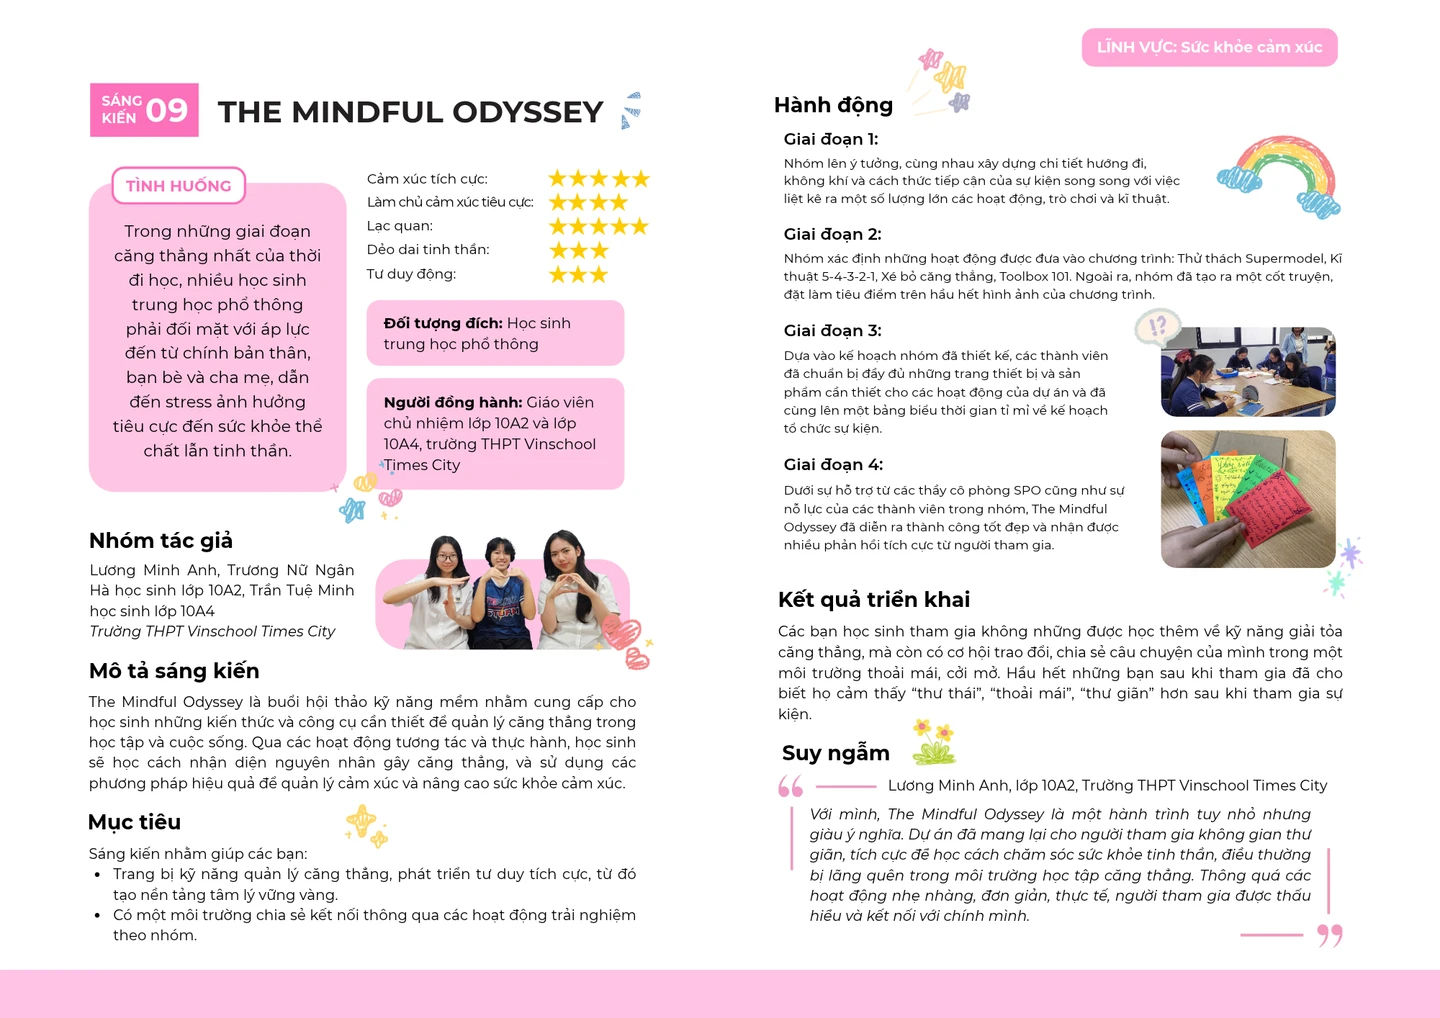 SÁNG
KIẾN
09
THE MINDFUL ODYSSEY
TÌNH HUỐNG
Trong những giai đoạn
căng thẳng nhất của thời
đi học, nhiều học sinh
trung học phổ thông
phải đối mặt với áp lực
đến từ chính bản thân,
bạn bè và cha mẹ, dẫn
đến stress ảnh hưởng
tiêu cực đến sức khỏe thể
chất lẫn tinh thần.
Cảm xúc tích cực:
Làm chủ cảm xúc tiêu cực:
Lạc quan:
Dẻo dai tinh thần:
Tư duy động:
Đối tượng đích: Học sinh
trung học phổ thông
Người đồng hành: Giáo viên
chủ nhiệm lớp 10A2 và lớp
10A4, trường THPT Vinschool
Times City
Nhóm tác giả
Lương Minh Anh, Trương Nữ Ngân
Hà học sinh lớp 10A2, Trần Tuệ Minh
học sinh lớp 10A4
Trường THPT Vinschool Times City
Mô tả sáng kiến
The Mindful Odyssey là buổi hội thảo kỹ năng mềm nhằm cung cấp cho
học sinh những kiến thức và công cụ cần thiết để quản lý căng thẳng trong
học tập và cuộc sống. Qua các hoạt động tương tác và thực hành, học sinh
sẽ học cách nhận diện nguyên nhân gây căng thẳng, và sử dụng các
phương pháp hiệu quả để quản lý cảm xúc và nâng cao sức khỏe cảm xúc.
Mục tiêu
Sáng kiến nhằm giúp các bạn:
• Trang bị kỹ năng quản lý căng thẳng, phát triển tư duy tích cực, từ đó
tạo nền tảng tâm lý vững vàng.
• Có một môi trường chia sẻ kết nối thông qua các hoạt động trải nghiệm
theo nhóm.
LĨNH VỰC: Sức khỏe cảm xúc
Hành động
Giai đoạn 1:
Nhóm lên ý tưởng, cùng nhau xây dựng chi tiết hướng đi,
không khí và cách thức tiếp cận của sự kiện song song với việc
liệt kê ra một số lượng lớn các hoạt động, trò chơi và kĩ thuật.
Giai đoạn 2:
Nhóm xác định những hoạt động được đưa vào chương trình: Thử thách Supermodel, Kĩ
thuật 5-4-3-2-1, Xé bỏ căng thẳng, Toolbox 101. Ngoài ra, nhóm đã tạo ra một cốt truyện,
đặt làm tiêu điểm trên hầu hết hình ảnh của chương trình.
Giai đoạn 3:
Dựa vào kế hoạch nhóm đã thiết kế, các thành viên
đã chuẩn bị đầy đủ những trang thiết bị và sản
phẩm cần thiết cho các hoạt động của dự án và đã
cùng lên một bảng biểu thời gian tỉ mỉ về kế hoạch
tổ chức sự kiện.
!?
Giai đoạn 4:
Dưới sự hỗ trợ từ các thầy cô phòng SPO cũng như sự
nỗ lực của các thành viên trong nhóm, The Mindful
Odyssey đã diễn ra thành công tốt đẹp và nhận được
nhiều phản hồi tích cực từ người tham gia.
Kết quả triển khai
Các bạn học sinh tham gia không những được học thêm về kỹ năng giải tỏa
căng thẳng, mà còn có cơ hội trao đổi, chia sẻ câu chuyện của mình trong một
môi trường thoải mái, cởi mở. Hầu hết những bạn sau khi tham gia đã cho
biết họ cảm thấy “thư thái”, “thoải mái”, “thư giãn” hơn sau khi tham gia sự
kiện.
Suy ngẫm
“ Lương Minh Anh, lớp 10A2, Trường THPT Vinschool Times City
Với mình, The Mindful Odyssey là một hành trình tuy nhỏ nhưng
giàu ý nghĩa. Dự án đã mang lại cho người tham gia không gian thư
giãn, tích cực để học cách chăm sóc sức khỏe tinh thần, điều thường
bị lãng quên trong môi trường học tập căng thẳng. Thông quá các
hoạt động nhẹ nhàng, đơn giản, thực tế, người tham gia được thấu
hiểu và kết nối với chính mình.
”